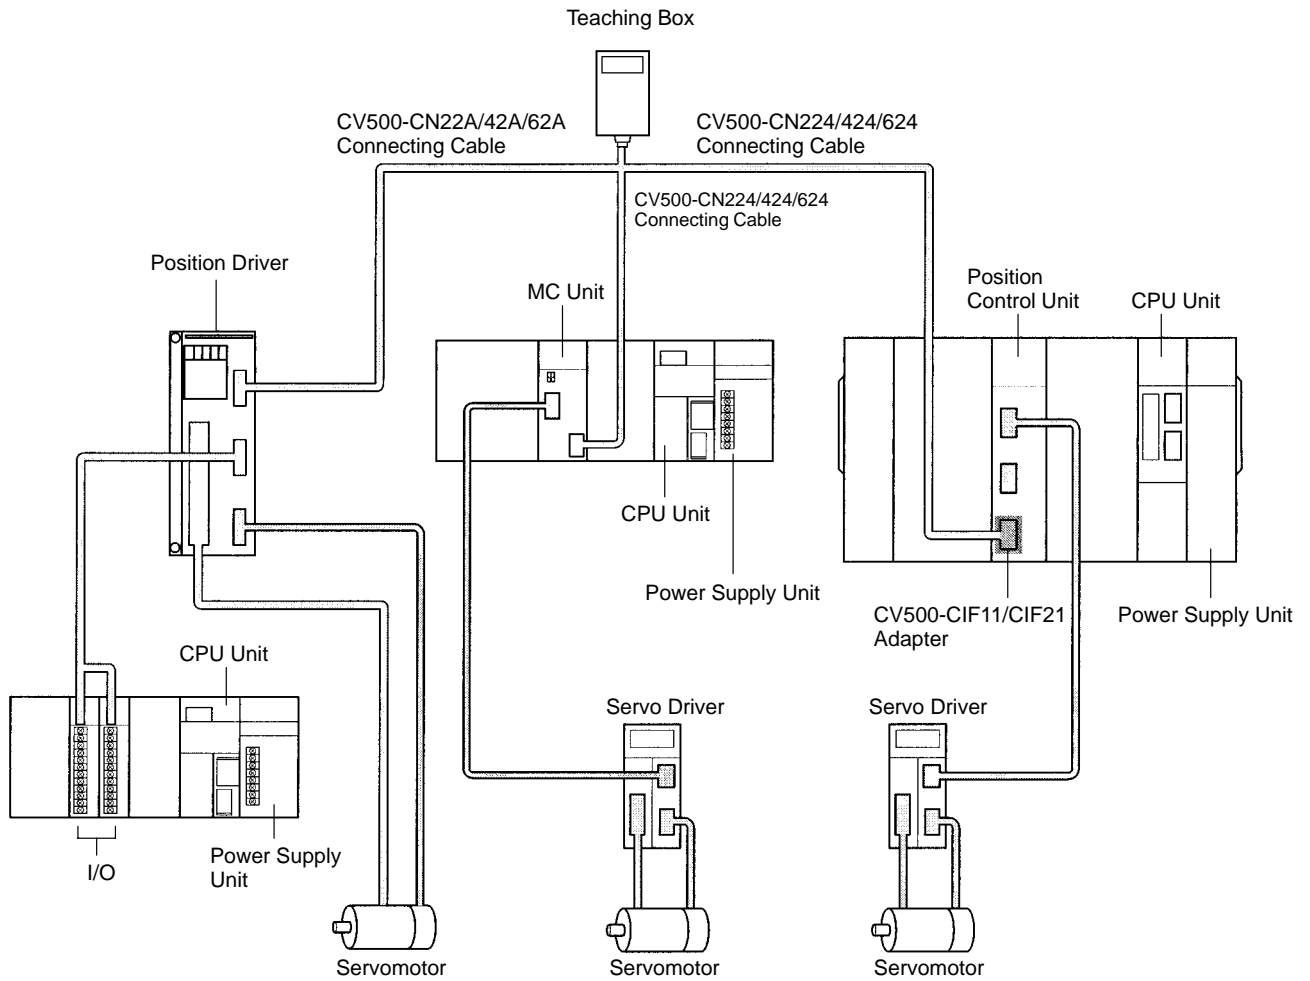 Teaching Box
CV500-CN22A/42A/62A
Connecting Cable
CV500-CN224/424/624
Connecting Cable
CV500-CN224/424/624
Connecting Cable
Position Driver
MC Unit
Position
Control Unit
CPU Unit
CPU Unit
Power Supply Unit
CV500-CIF11/CIF21
Adapter
Power Supply Unit
CPU Unit
Servo Driver
Servo Driver
I/O
Power Supply
Unit
Servomotor
Servomotor
Servomotor